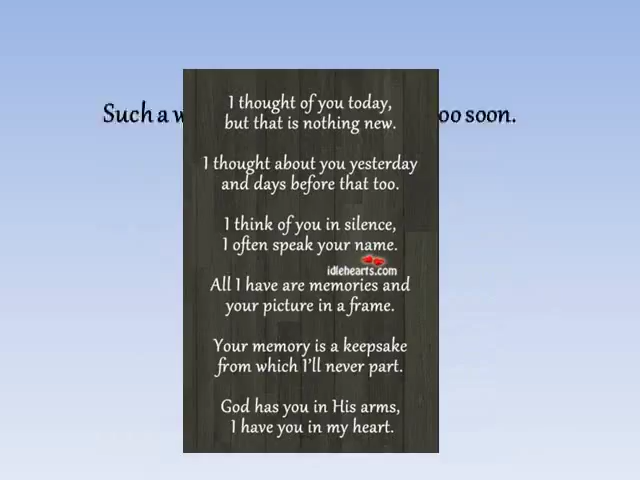 Such a
oo soon.
I thought of you today,
but that is nothing new.
I thought about you yesterday
and days before that too.
I think of you in silence,
I often speak your name.
idlehearts.com
All I have are memories and
your picture in a frame.
Your memory is a keepsake
from which I'll never part.
God has you in His arms,
I have you in my heart.